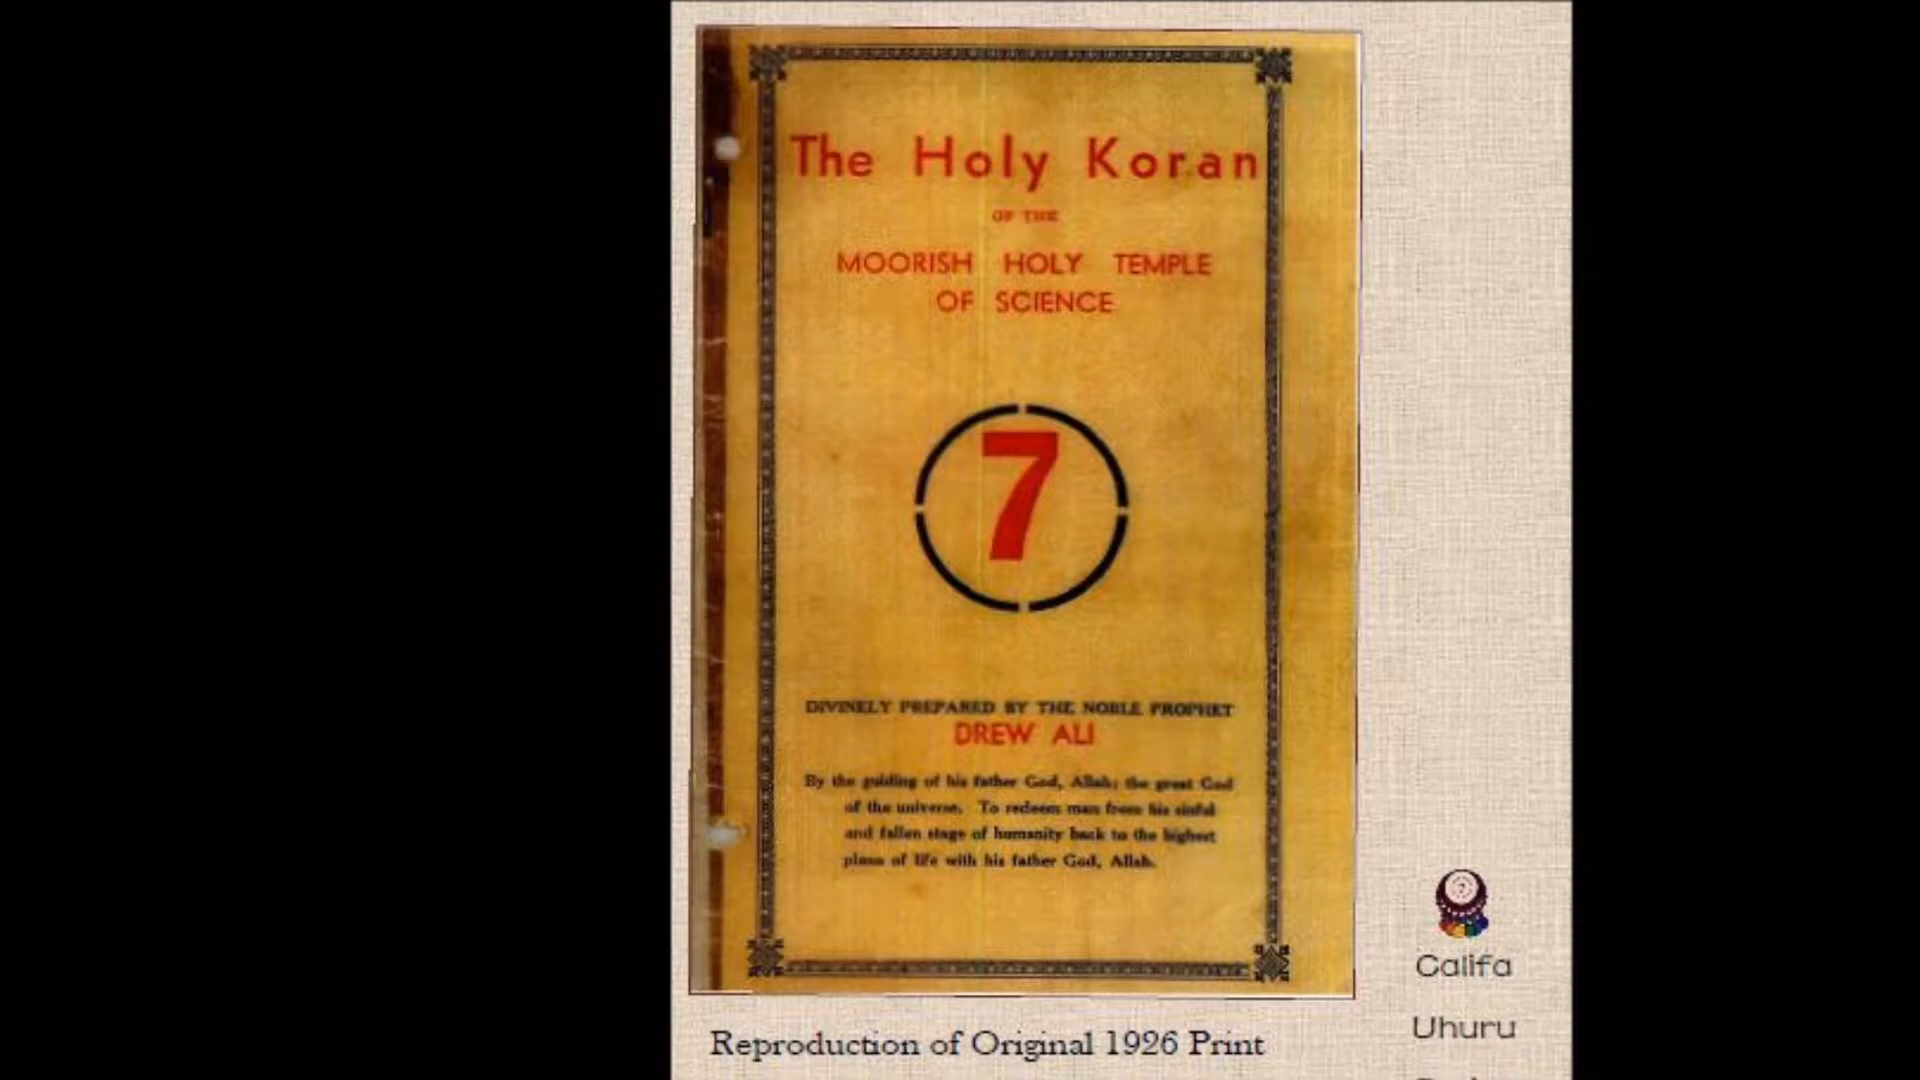 The Holy Koran
OF THE
MOORISH HOLY TEMPLE
OF SCIENCE
7
DIVINELY PREPARED BY THE NOBLE PROPHET
DREW ALI
By the guiding of his father God, Allah; the great God
of the universe. To redeem man from his sinful
and fallen stage of humanity back to the highest
plane of life with his father God, Allah.
Califa
Uhuru
Reproduction of Original 1926 Print